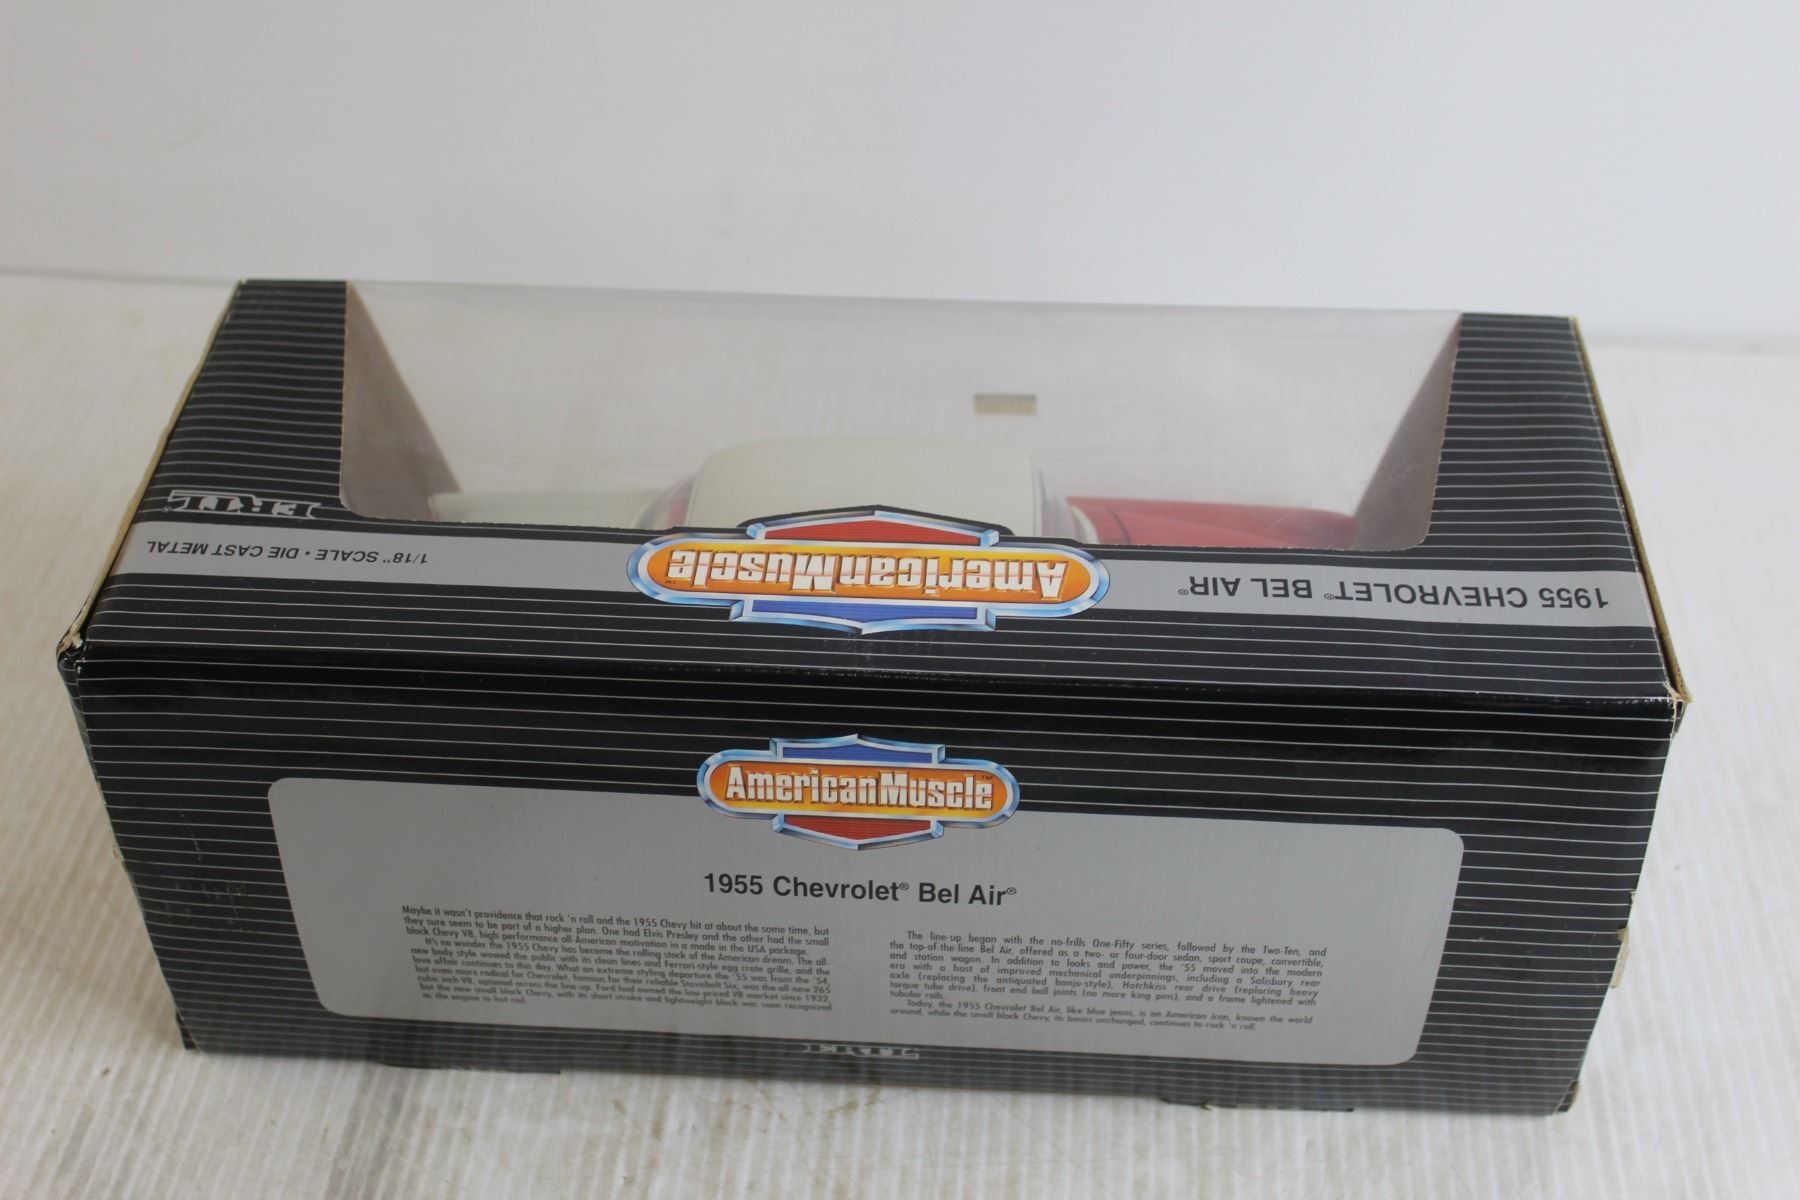 ERTL
1/18" SCALE • DIE CAST METAL
AmericanMuscle™
1955 CHEVROLET® BEL AIR®
AmericanMuscle™
1955 Chevrolet® Bel Air®
Maybe it wasn't providence that rock 'n roll and the 1955 Chevy hit at about the same time, but
they sure seem to be part of a higher plan. One had Elvis Presley and the other had the small
block Chevy V8, high performance all-American motivation in a made in the USA package.
It's no wonder the 1955 Chevy has become the rolling stock of the American dream. The all-
new body style wowed the public with its clean lines and Ferrari-style egg crate grille, and the
love affair continues to this day. What an extreme styling departure the '55 was from the '54,
but even more radical for Chevrolet, famous for their reliable Stovebolt Six, was the all-new 265
cubic inch V8, optional across the line-up. Ford had owned the low-priced V8 market since 1932,
but the new small block Chevy, with its short stroke and lightweight block was soon recognized
as the engine to hot rod.
The line-up began with the no-frills One-Fifty series, followed by the Two-Ten, and
the top-of-the-line Bel Air, offered as a two- or four-door sedan, sport coupe, convertible,
and station wagon. In addition to looks and power, the '55 moved into the modern
era with a host of improved mechanical underpinnings, including a Salisbury rear
axle (replacing the antiquated banjo-style), Hotchkiss rear drive (replacing heavy
torque tube drive), front end ball joints (no more king pins), and a frame lightened with
tubular rails.
Today, the 1955 Chevrolet Bel Air, like blue jeans, is an American icon, known the world
around, while the small block Chevy, its basics unchanged, continues to rock 'n roll.
ERTL